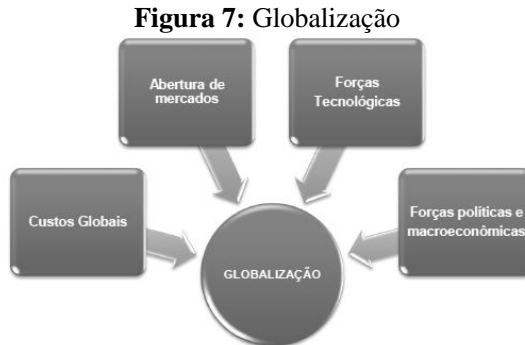 Figura 7: Globalização
Abertura de
mercados
Forças
Tecnológicas
Custos Globais
Forças políticas e
macroeconômicas
GLOBALIZAÇÃO